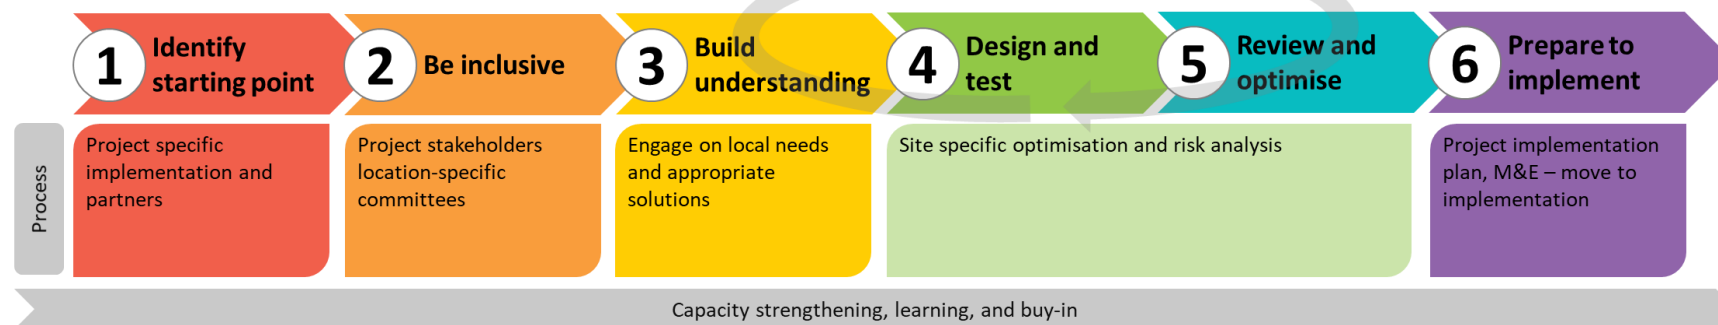 1
Identify
starting point
2
Be inclusive
3
Build
understanding
4
Design and
test
5
Review and
optimise
6
Prepare to
implement
Process
Project specific
implementation and
partners
Project stakeholders
location-specific
committees
Engage on local needs
and appropriate
solutions
Site specific optimisation and risk analysis
Project implementation
plan, M&E – move to
implementation
Capacity strengthening, learning, and buy-in